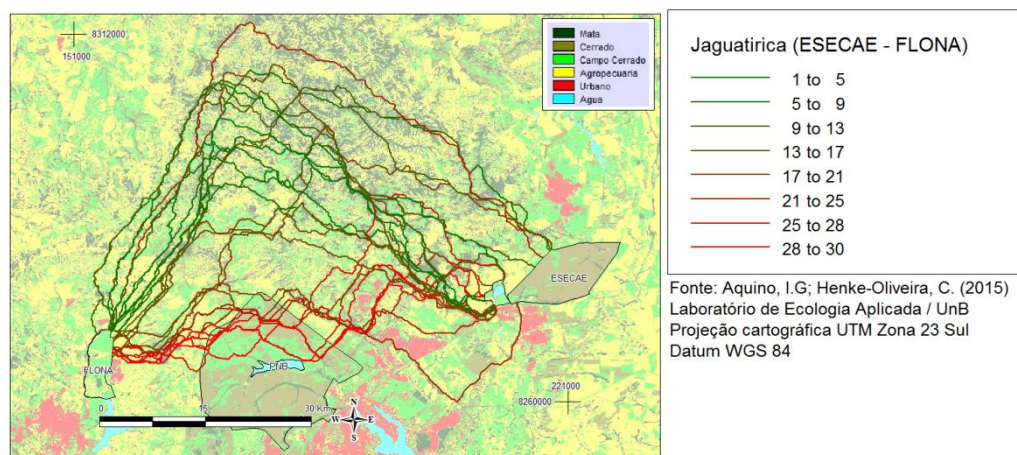 8312000
151000
Mata
Cerrado
Campo Cerrado
Agropacuaria
Urbano
Agua
ESECAE
FLONA
PNB
221000
8260000
0 15 30 Km
N
W E
S
Jaguatirica (ESECAE - FLONA)
1 to 5
5 to 9
9 to 13
13 to 17
17 to 21
21 to 25
25 to 28
28 to 30
Fonte: Aquino, I.G; Henke-Oliveira, C. (2015)
Laboratório de Ecologia Aplicada / UnB
Projeção cartográfica UTM Zona 23 Sul
Datum WGS 84